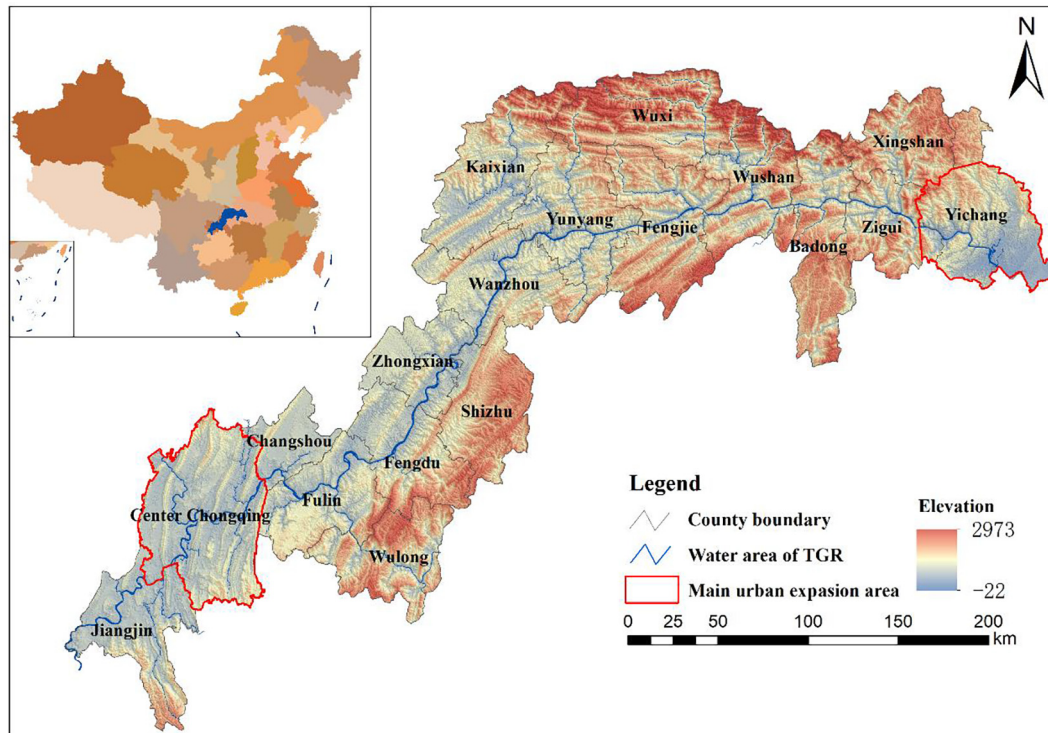 N
Wuxi
Xingshan
Kaixian
Wushan
Yichang
Yunyang
Fengjie
Zigui
Badong
Wanzhou
Zhongxian
Shizhu
Changshou
Fengdu
Fulin
Center Chongqing
Wulong
Jiangjin
Legend
County boundary
Water area of TGR
Main urban expasion area
Elevation
2973
-22
0 25 50 100 150 200
km